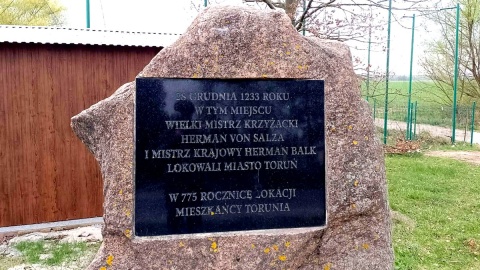 28 GRUDNIA 1233 ROKU
W TYM MIEJSCU
WIELKI MISTRZ KRZYŻACKI
HERMAN VON SALZA
I MISTRZ KRAJOWY HERMAN BALK
LOKOWALI MIASTO TORUŃ
W 775 ROCZNICĘ LOKACJI
MIESZKAŃCY TORUNIA